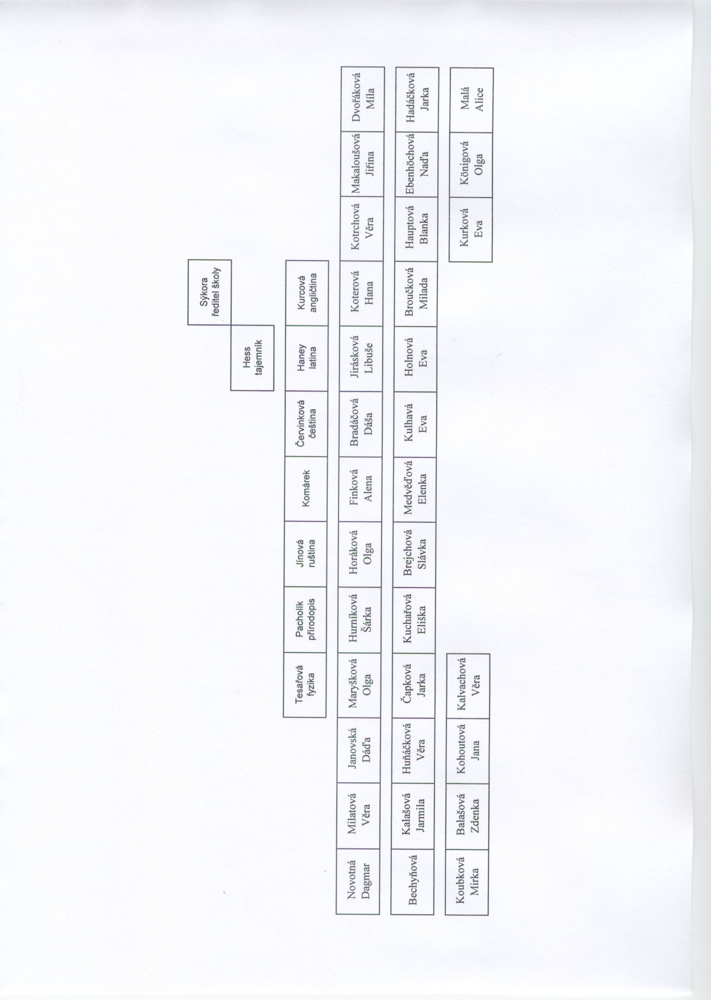 Sýkora
ředitel školy
Hess
tajemník
Tesařová
fyzika
Pacholík
přírodopis
Jínová
ruština
Komárek
Červinková
čeština
Haney
latina
Kurcová
angličtina
Novotná
Dagmar
Milatová
Věra
Janovská
Dáďa
Maryšková
Olga
Hurníková
Šárka
Horáková
Olga
Finková
Alena
Bradáčová
Dáša
Jirásková
Libuše
Koterová
Hana
Kotrchová
Věra
Makaloušová
Jiřina
Dvořáková
Míla
Bechyňová
Kalašová
Jarmila
Huňáčková
Věra
Čapková
Jarka
Kuchařová
Eliška
Brejchová
Slávka
Medvěďová
Elenka
Kulhavá
Eva
Holnová
Eva
Broučková
Milada
Hauptová
Blanka
Ebenhöchová
Naďa
Hadáčková
Jarka
Koubková
Mirka
Balašová
Zdenka
Kohoutová
Jana
Kalvachová
Věra
Kurková
Eva
Königová
Olga
Malá
Alice